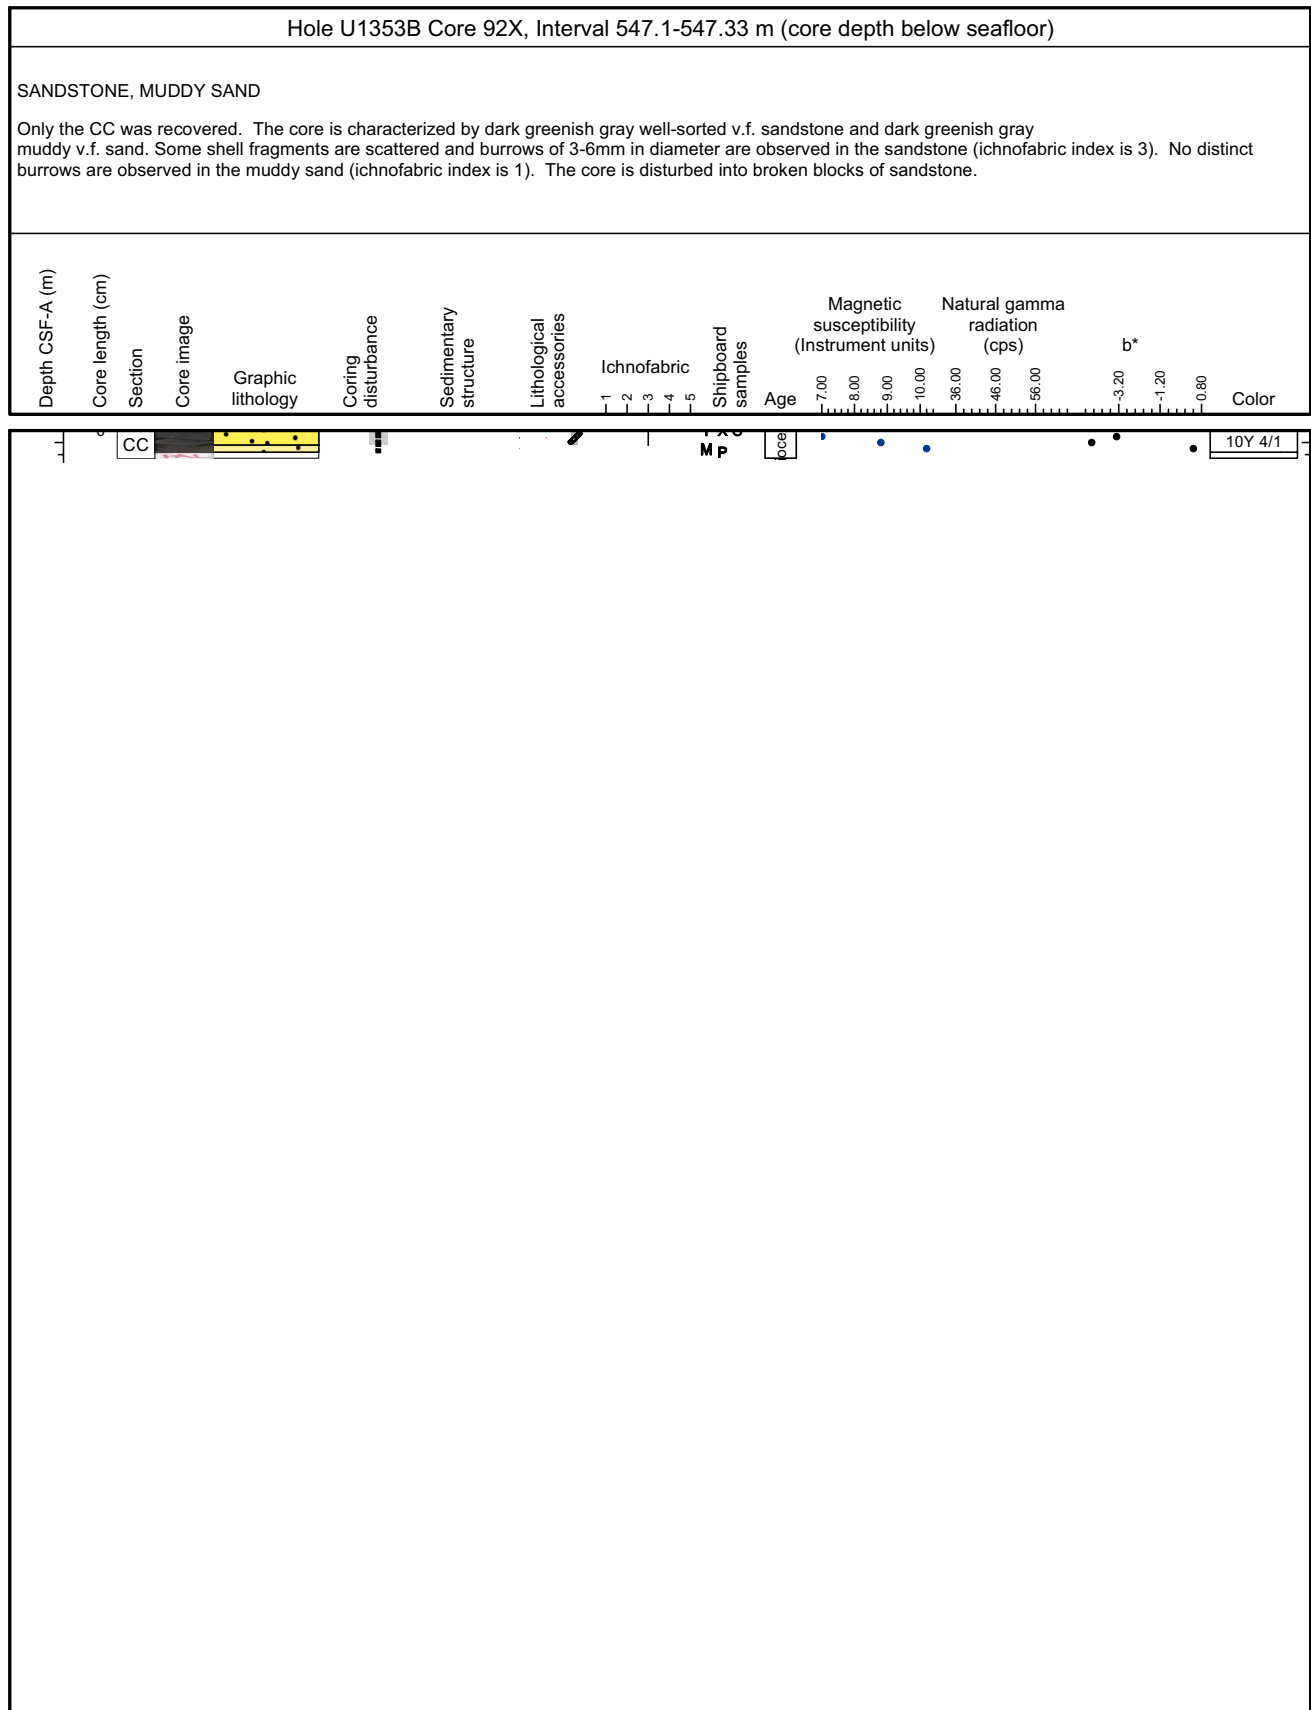 Hole U1353B Core 92X, Interval 547.1-547.33 m (core depth below seafloor)
SANDSTONE, MUDDY SAND
Only the CC was recovered. The core is characterized by dark greenish gray well-sorted v.f. sandstone and dark greenish gray
muddy v.f. sand. Some shell fragments are scattered and burrows of 3-6mm in diameter are observed in the sandstone (ichnofabric index is 3). No distinct
burrows are observed in the muddy sand (ichnofabric index is 1). The core is disturbed into broken blocks of sandstone.
Depth CSF-A (m)
Core length (cm)
Section
Core image
Graphic
lithology
Coring
disturbance
Sedimentary
structure
Lithological
accessories
Ichnofabric
1 2 3 4 5
Shipboard
samples
Age
Magnetic
susceptibility
(Instrument units)
7.00 8.00 9.00 10.00
Natural gamma
radiation
(cps)
36.00 46.00 56.00
b*
-3.20 -1.20 0.80
Color
CC
M P
10Y 4/1